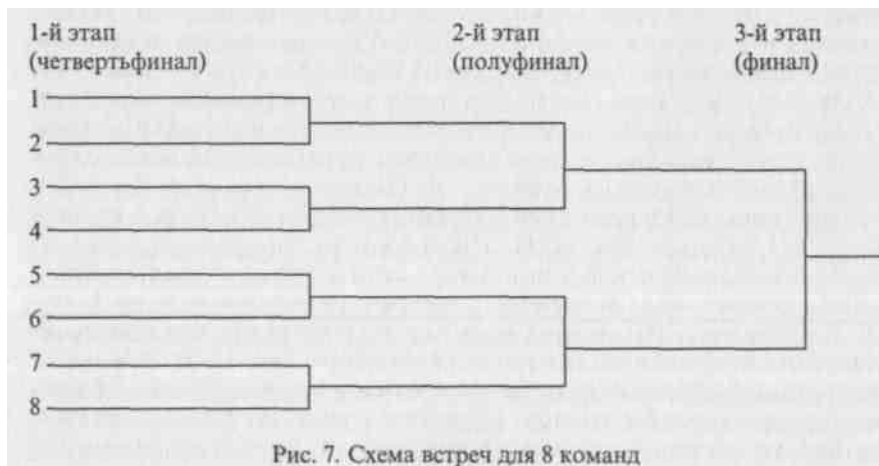 1-й этап
(четвертьфинал)
2-й этап
(полуфинал)
3-й этап
(финал)
1
2
3
4
5
6
7
8
Рис. 7. Схема встреч для 8 команд